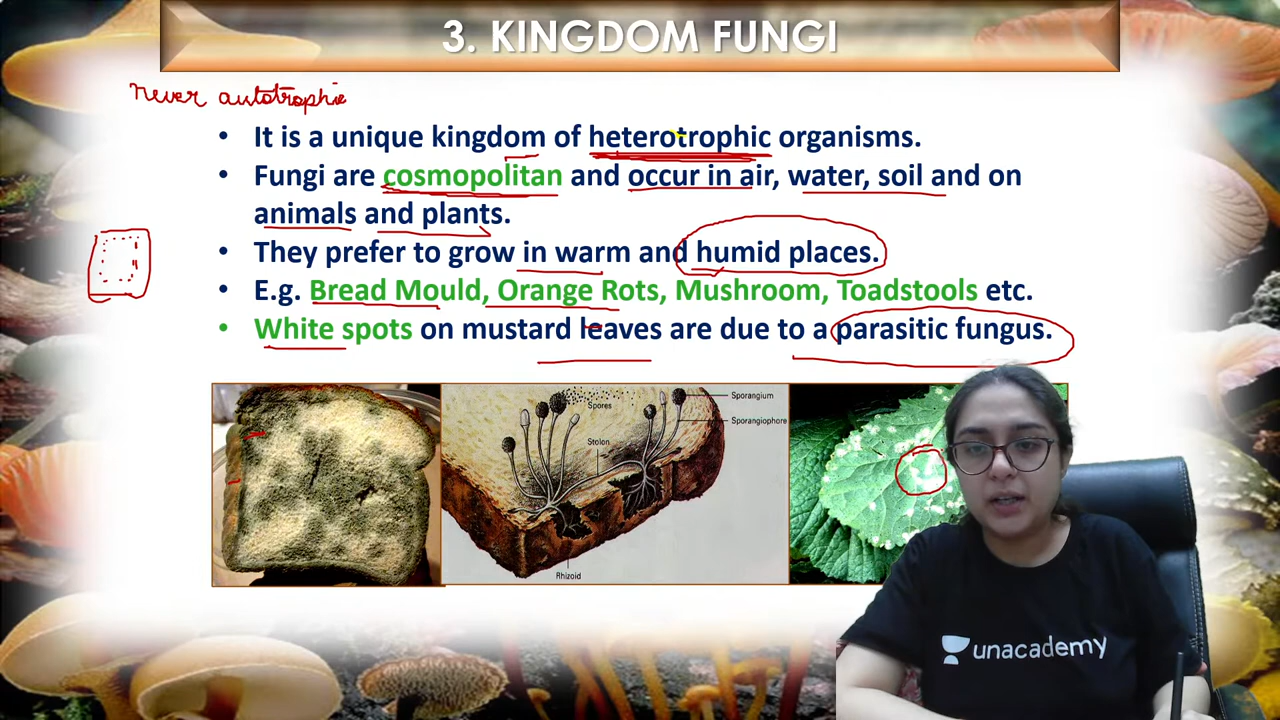 3. KINGDOM FUNGI
Never autotrophic
• It is a unique kingdom of heterotrophic organisms.
• Fungi are cosmopolitan and occur in air, water, soil and on
animals and plants.
• They prefer to grow in warm and humid places.
• E.g. Bread Mould, Orange Rots, Mushroom, Toadstools etc.
• White spots on mustard leaves are due to a parasitic fungus.
Spores
Sporangium
Sporangiophore
Stolon
Rhizoid
unacademy